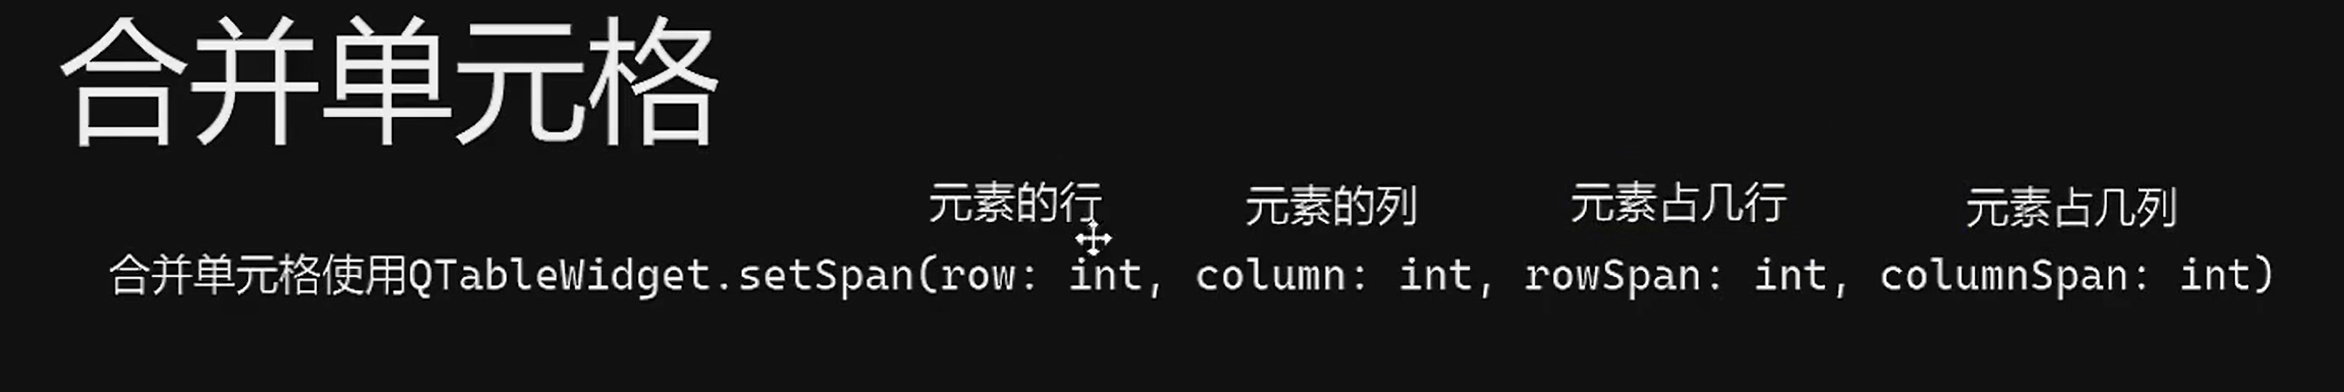 合并单元格
元素的行 元素的列 元素占几行 元素占几列
合并单元格使用QTableWidget.setSpan(row: int, column: int, rowSpan: int, columnSpan: int)